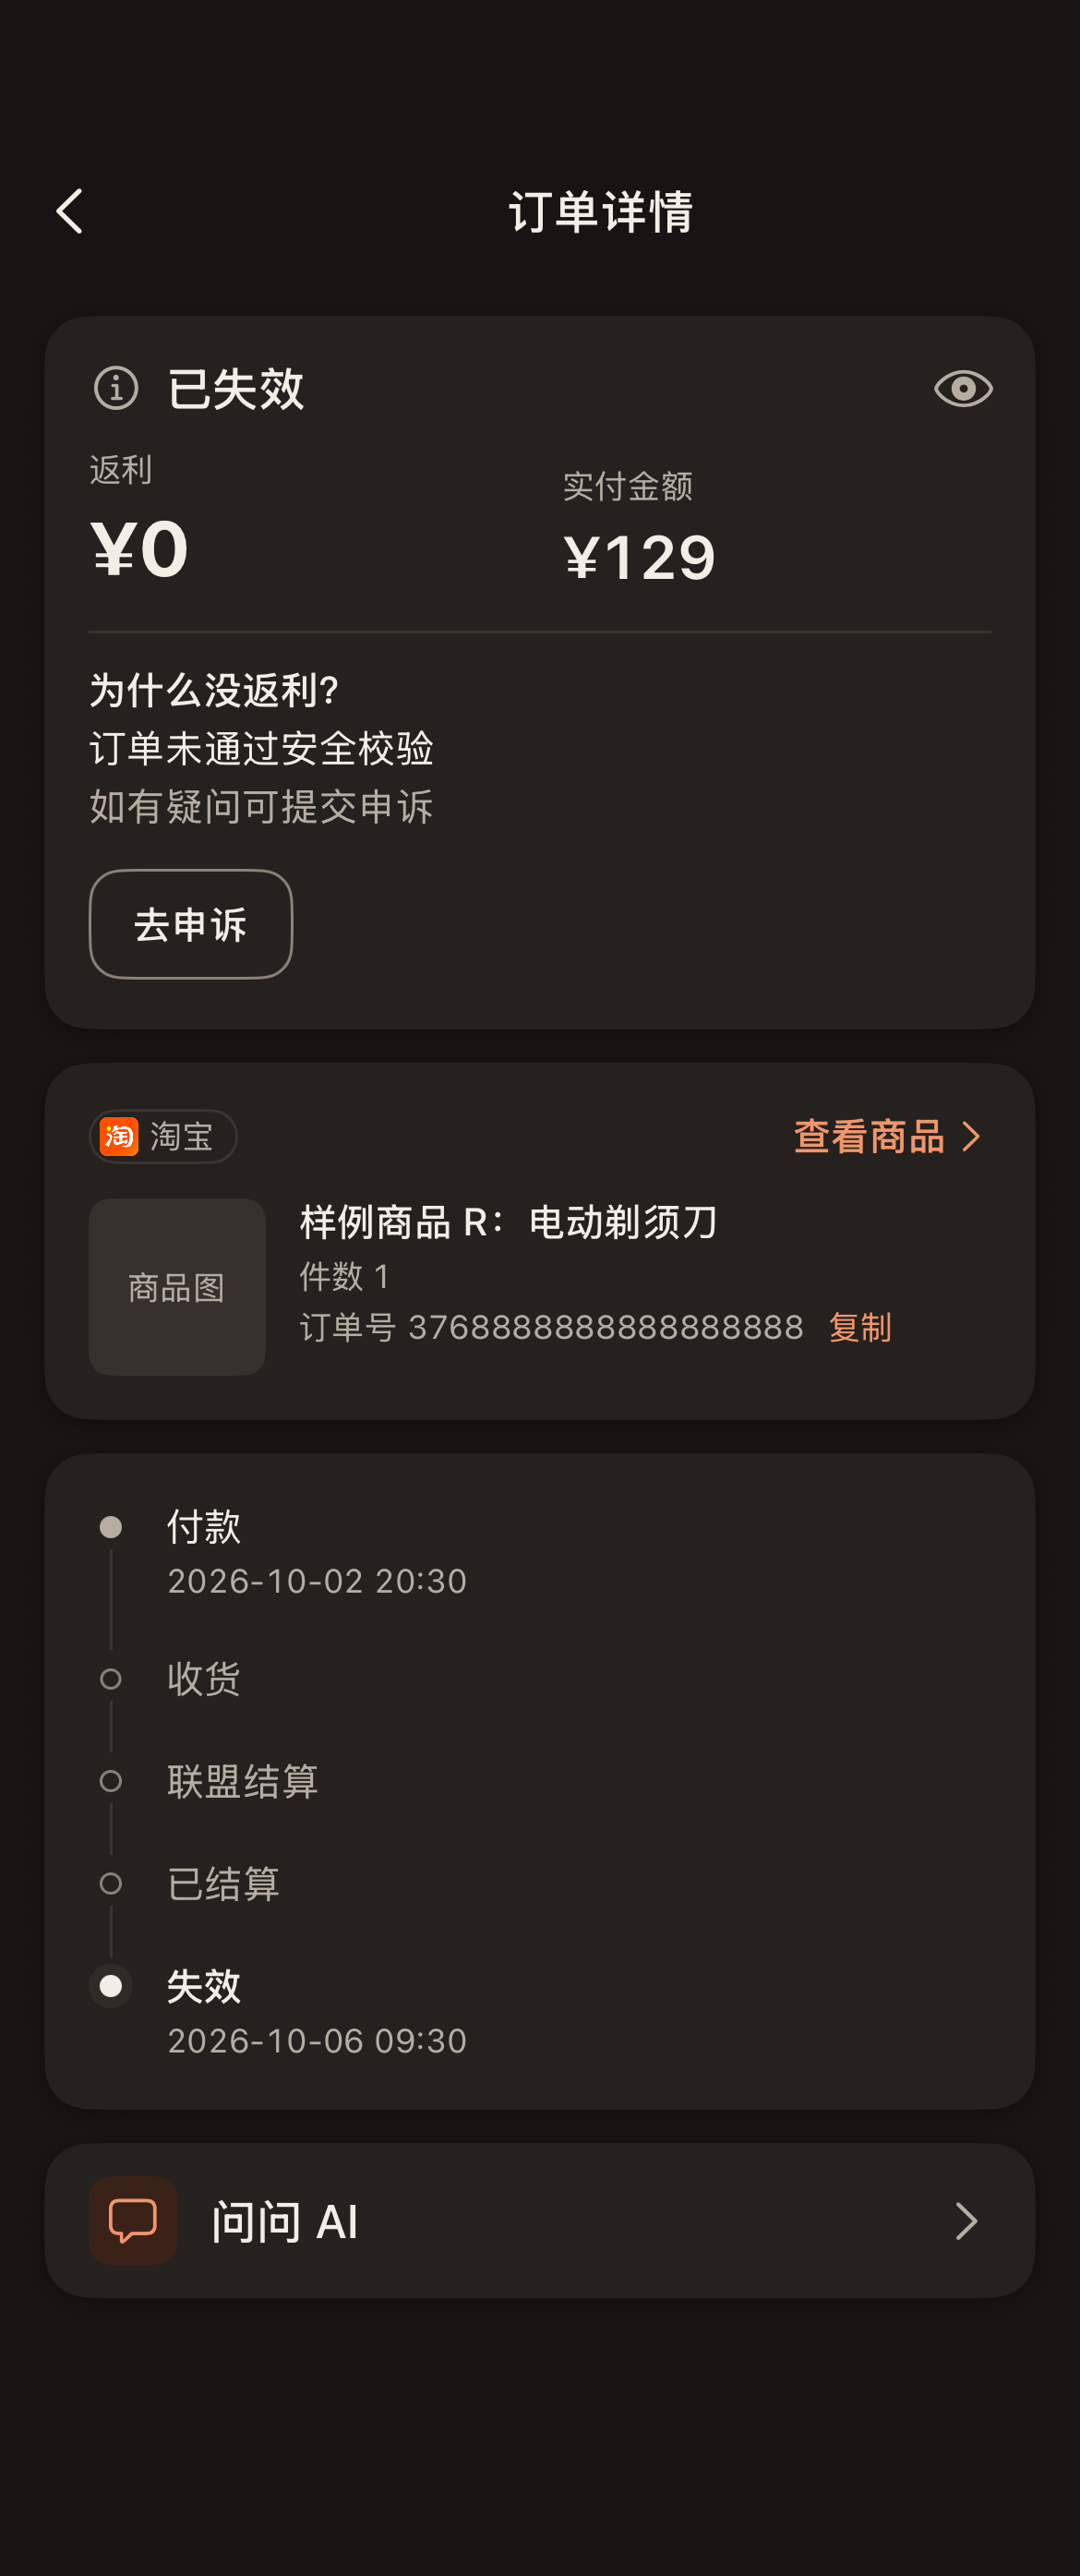 订单详情
已失效
返利
¥0
实付金额
¥129
为什么没返利?
订单未通过安全校验
如有疑问可提交申诉
去申诉
淘 淘宝
查看商品
商品图
样例商品 R：电动剃须刀
件数 1
订单号 3768888888888888888 复制
付款
2026-10-02 20:30
收货
联盟结算
已结算
失效
2026-10-06 09:30
问问 AI